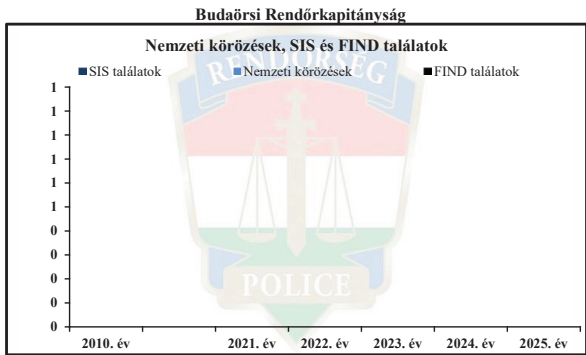 Budaörsi Rendőrkapitányság
Nemzeti körözések, SIS és FIND találatok
SIS találatok Nemzeti körözések FIND találatok
RENDŐRSÉG
1
1
1
1
1
1
0
0
0
0
0
POLICE
2010. év 2021. év 2022. év 2023. év 2024. év 2025. év